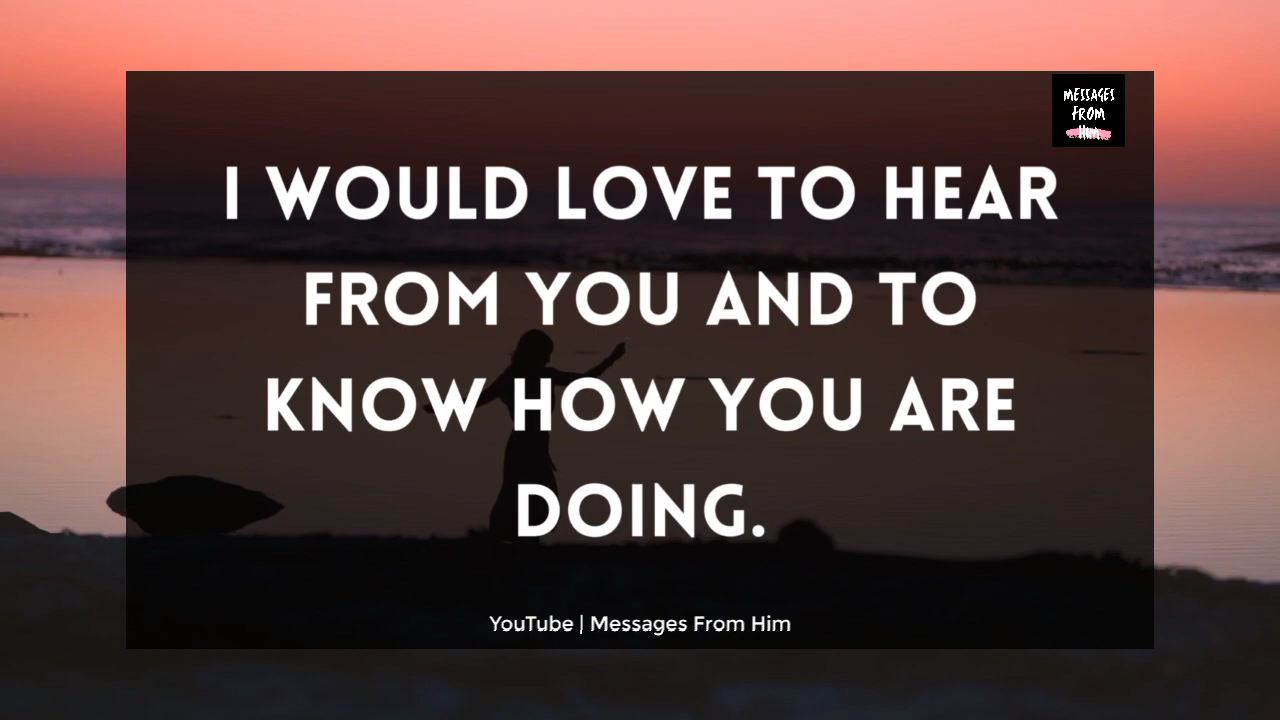 MESSAGES
FROM
HIM
I WOULD LOVE TO HEAR
FROM YOU AND TO
KNOW HOW YOU ARE
DOING.
YouTube | Messages From Him